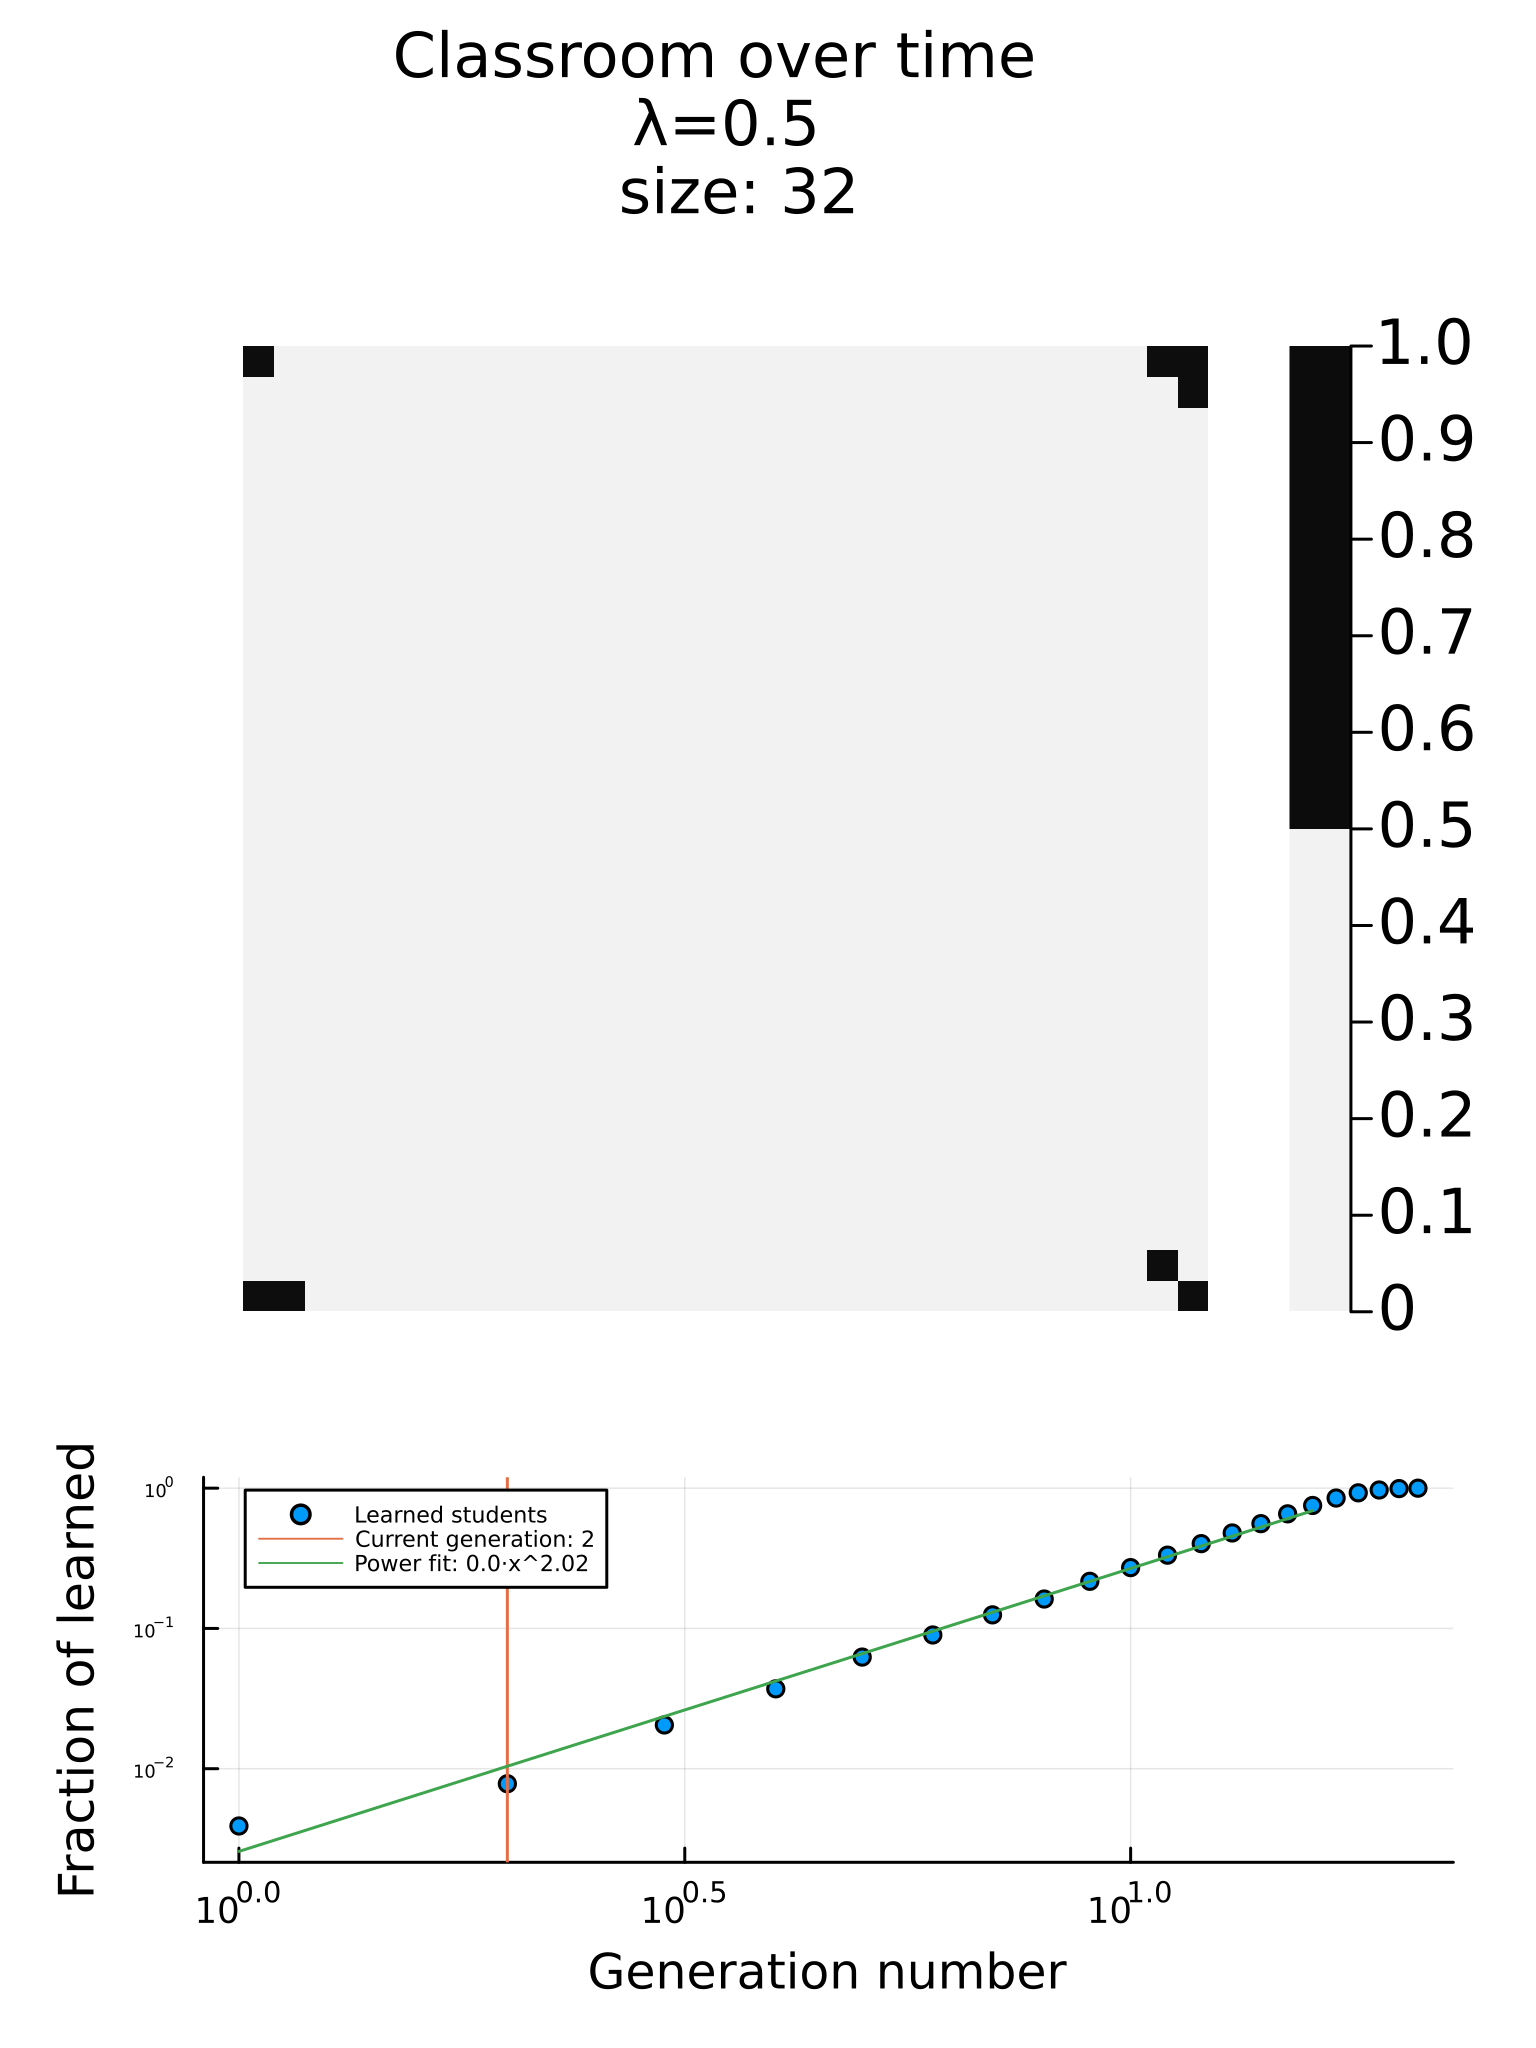 Classroom over time
λ=0.5
size: 32
1.0
0.9
0.8
0.7
0.6
0.5
0.4
0.3
0.2
0.1
0
Fraction of learned
10^0
10^-1
10^-2
Learned students
Current generation: 2
Power fit: 0.0·x^2.02
10^0.0
10^0.5
10^1.0
Generation number